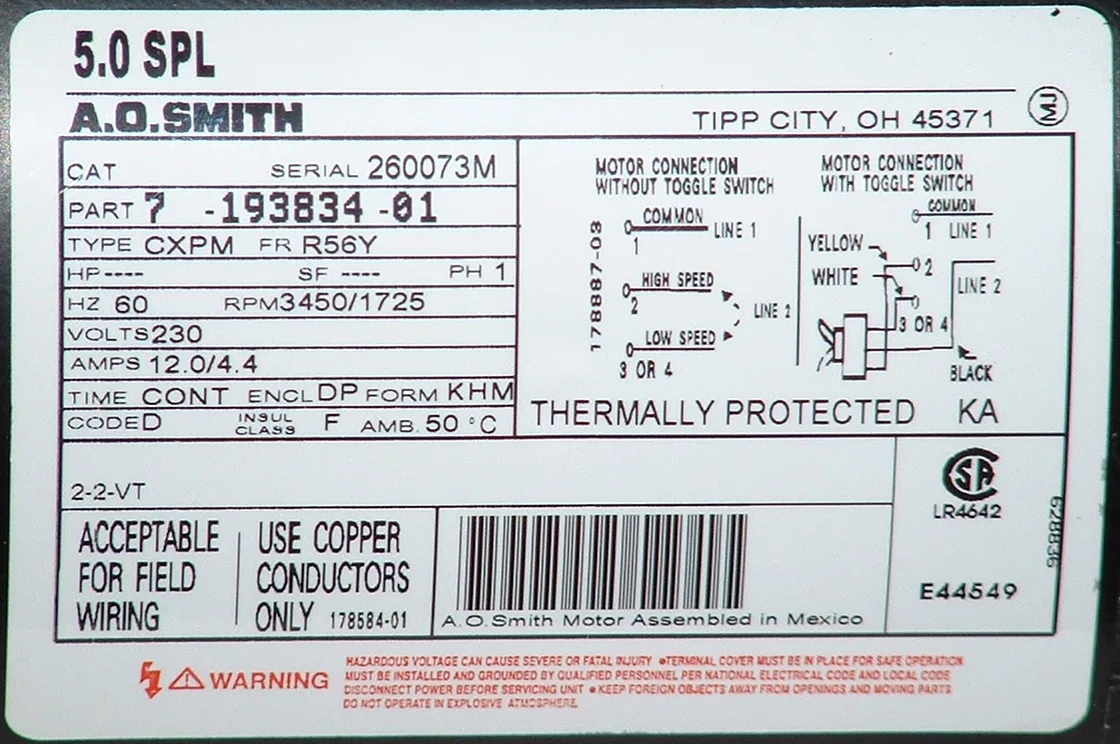 5.0 SPL
A.O.SMITH
TIPP CITY, OH 45371
MJ
CAT SERIAL 260073M
PART 7 -193834 -01
TYPE CXPM FR R56Y
HP ---- SF ---- PH 1
HZ 60 RPM 3450/1725
VOLTS 230
AMPS 12.0/4.4
TIME CONT ENCL DP FORM KHM
CODE D INSUL CLASS F AMB. 50 °C
MOTOR CONNECTION
WITHOUT TOGGLE SWITCH
178887-03
COMMON
1
LINE 1
HIGH SPEED
2
LINE 2
LOW SPEED
3 OR 4
MOTOR CONNECTION
WITH TOGGLE SWITCH
COMMON
1 LINE 1
YELLOW
2
WHITE
LINE 2
3 OR 4
BLACK
THERMALLY PROTECTED KA
2-2-VT
ACCEPTABLE
FOR FIELD
WIRING
USE COPPER
CONDUCTORS
ONLY 178584-01
A.O.Smith Motor Assembled in Mexico
SA
LR4642
628836
E44549
WARNING
HAZARDOUS VOLTAGE CAN CAUSE SEVERE OR FATAL INJURY •TERMINAL COVER MUST BE IN PLACE FOR SAFE OPERATION
MUST BE INSTALLED AND GROUNDED BY QUALIFIED PERSONNEL PER NATIONAL ELECTRICAL CODE AND LOCAL CODE
DISCONNECT POWER BEFORE SERVICING UNIT •KEEP FOREIGN OBJECTS AWAY FROM OPENINGS AND MOVING PARTS
DO NOT OPERATE IN EXPLOSIVE ATMOSPHERE.